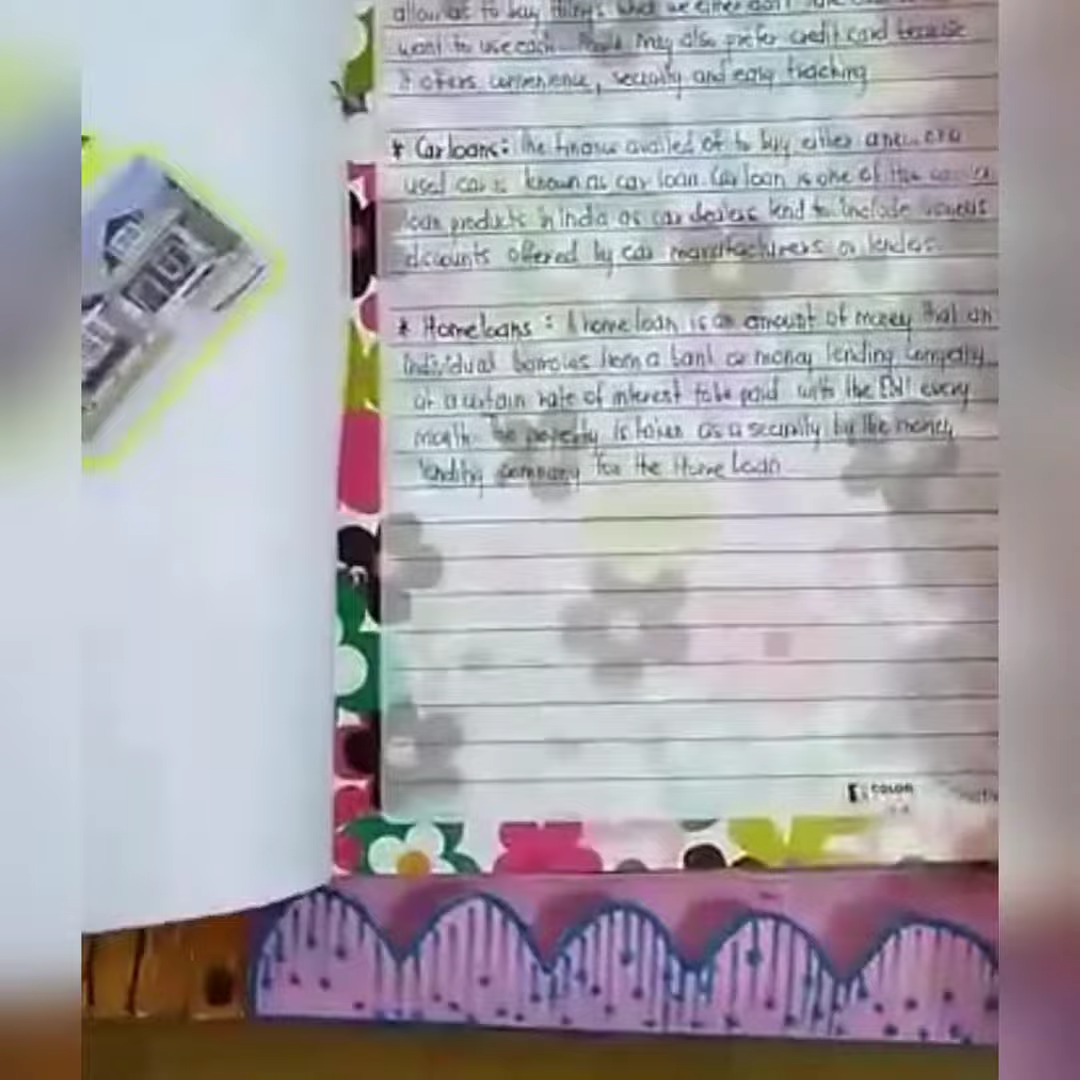 allow us to buy things what we either don't
want to use cash. People may also prefer credit card because
it offers convenience, security and easy tracking
* Car loans: The finance availed of to buy either a new or a
used car is known as car loan. Car loan is one of the
loan products in India as car dealers tend to include various
discounts offered by car manufacturers or lenders.
* Home loans: A home loan is an amount of money that an
individual borrows from a bank or money lending company
at a certain rate of interest to be paid with the EMI every
month. The property is taken as a security by the money
lending company for the Home Loan
COLOR